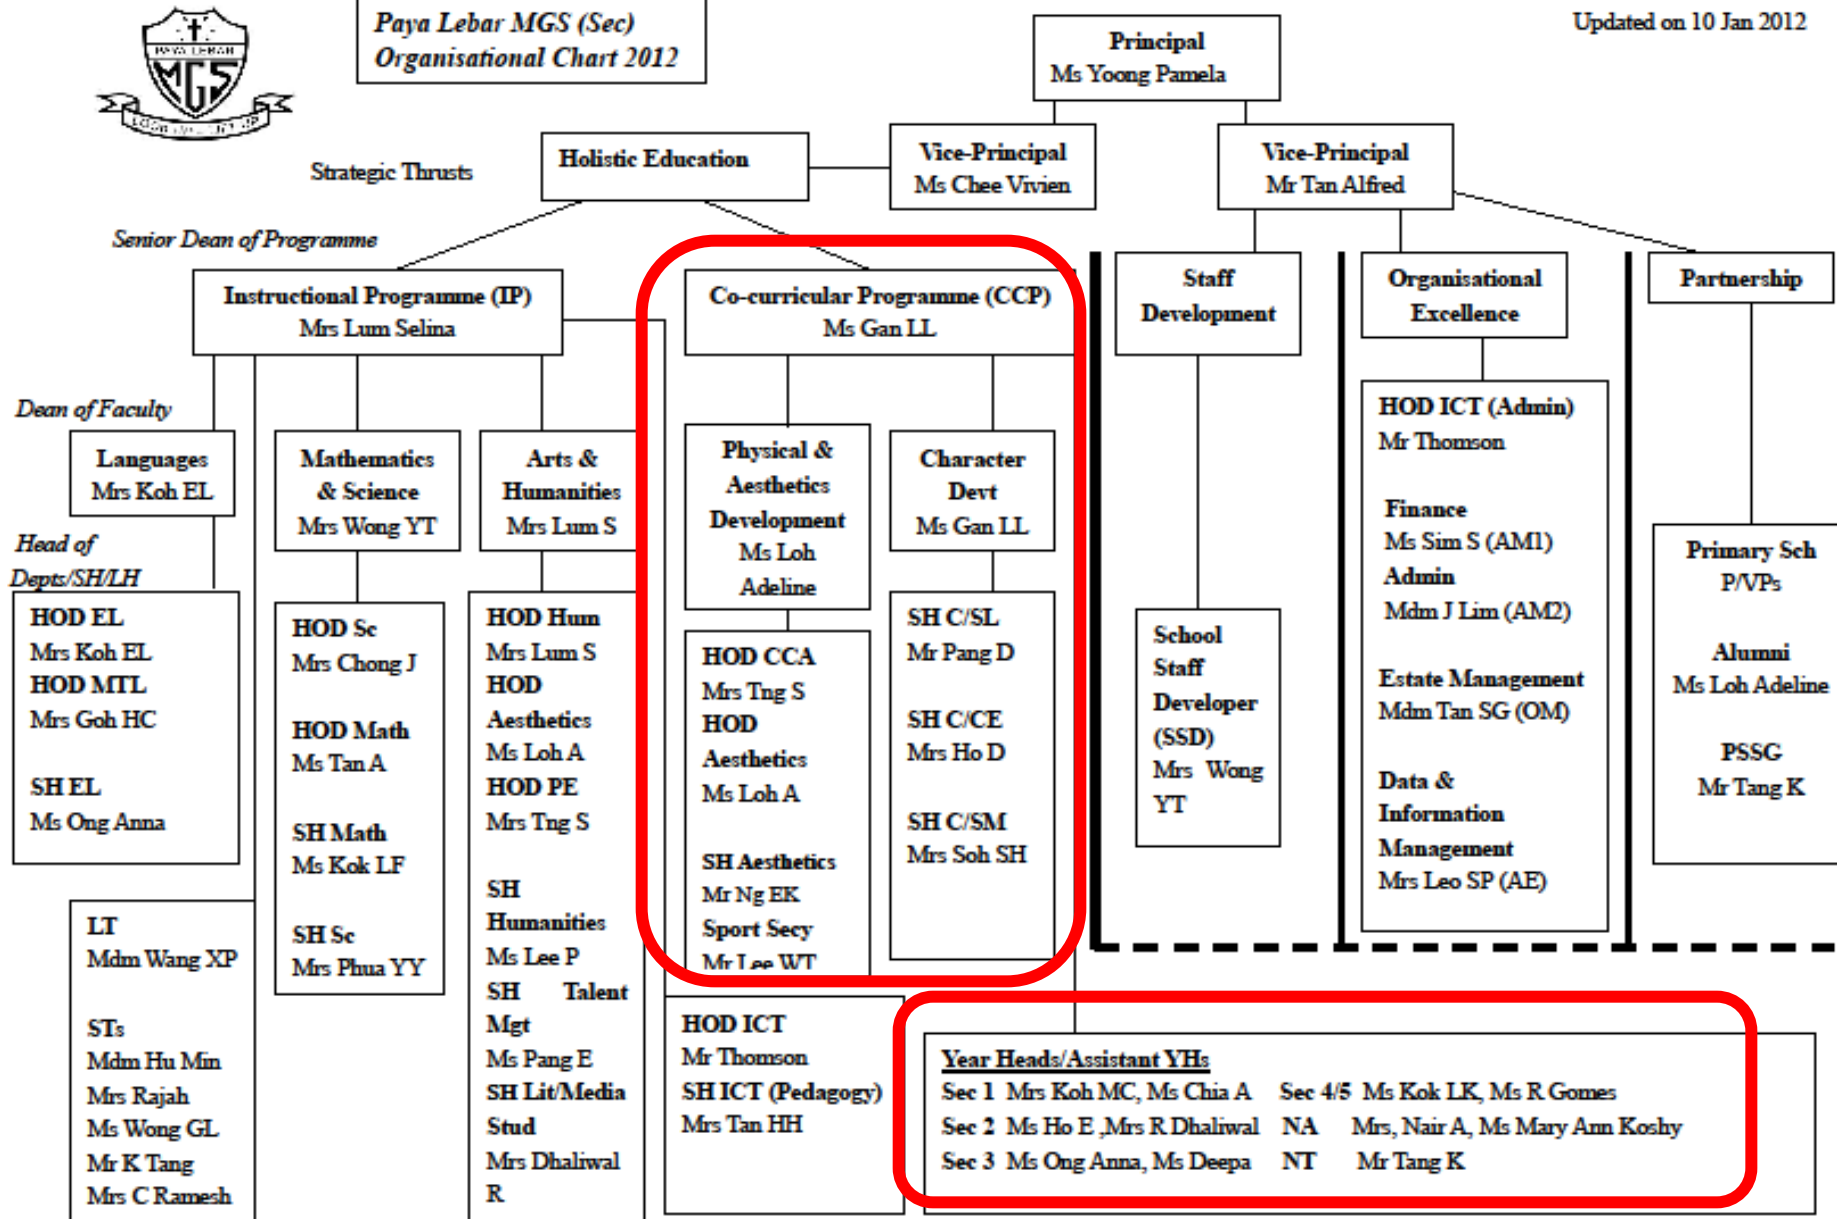 PAYA LEBAR
MGS
Paya Lebar MGS (Sec)
Organisational Chart 2012
Updated on 10 Jan 2012
Principal
Ms Yoong Pamela
Strategic Thrusts
Holistic Education
Vice-Principal
Ms Chee Vivien
Vice-Principal
Mr Tan Alfred
Senior Dean of Programme
Instructional Programme (IP)
Mrs Lum Selina
Co-curricular Programme (CCP)
Ms Gan LL
Staff
Development
Organisational
Excellence
Partnership
Dean of Faculty
Languages
Mrs Koh EL
Mathematics
& Science
Mrs Wong YT
Arts &
Humanities
Mrs Lum S
Physical &
Aesthetics
Development
Ms Loh
Adeline
Character
Devt
Ms Gan LL
Head of
Depts/SH/LH
HOD EL
Mrs Koh EL
HOD MTL
Mrs Goh HC
SH EL
Ms Ong Anna
LT
Mdm Wang XP
STs
Mdm Hu Min
Mrs Rajah
Ms Wong GL
Mr K Tang
Mrs C Ramesh
HOD Sc
Mrs Chong J
HOD Math
Ms Tan A
SH Math
Ms Kok LF
SH Sc
Mrs Phua YY
HOD Hum
Mrs Lum S
HOD
Aesthetics
Ms Loh A
HOD PE
Mrs Tng S
SH
Humanities
Ms Lee P
SH Talent
Mgt
Ms Pang E
SH Lit/Media
Stud
Mrs Dhaliwal
R
HOD CCA
Mrs Tng S
HOD
Aesthetics
Ms Loh A
SH Aesthetics
Mr Ng EK
Sport Secy
Mr Lee WT
SH C/SL
Mr Pang D
SH C/CE
Mrs Ho D
SH C/SM
Mrs Soh SH
HOD ICT
Mr Thomson
SH ICT (Pedagogy)
Mrs Tan HH
School
Staff
Developer
(SSD)
Mrs Wong
YT
HOD ICT (Admin)
Mr Thomson
Finance
Ms Sim S (AM1)
Admin
Mdm J Lim (AM2)
Estate Management
Mdm Tan SG (OM)
Data &
Information
Management
Mrs Leo SP (AE)
Primary Sch
P/VPs
Alumni
Ms Loh Adeline
PSSG
Mr Tang K
Year Heads/Assistant YHs
Sec 1 Mrs Koh MC, Ms Chia A Sec 4/5 Ms Kok LK, Ms R Gomes
Sec 2 Ms Ho E ,Mrs R Dhaliwal NA Mrs, Nair A, Ms Mary Ann Koshy
Sec 3 Ms Ong Anna, Ms Deepa NT Mr Tang K